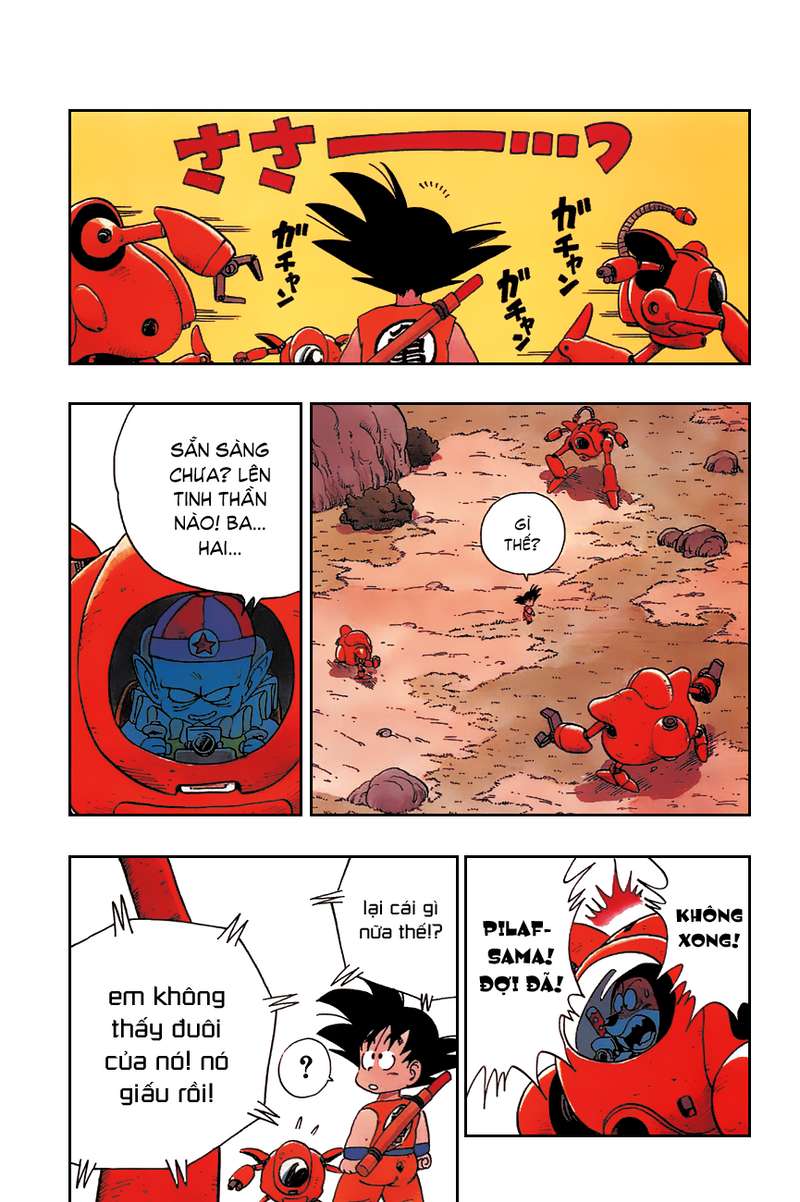 ささーー…っ
ガチャン
ガチャン
ガチャン
亀
GÌ
THẾ?
SẴN SÀNG
CHƯA? LÊN
TINH THẦN
NÀO! BA...
HAI...
KHÔNG
XONG!
PILAF-
SAMA!
ĐỢI ĐÃ!
lại cái gì
nữa thế!?
em không
thấy đuôi
của nó! nó
giấu rồi!
?